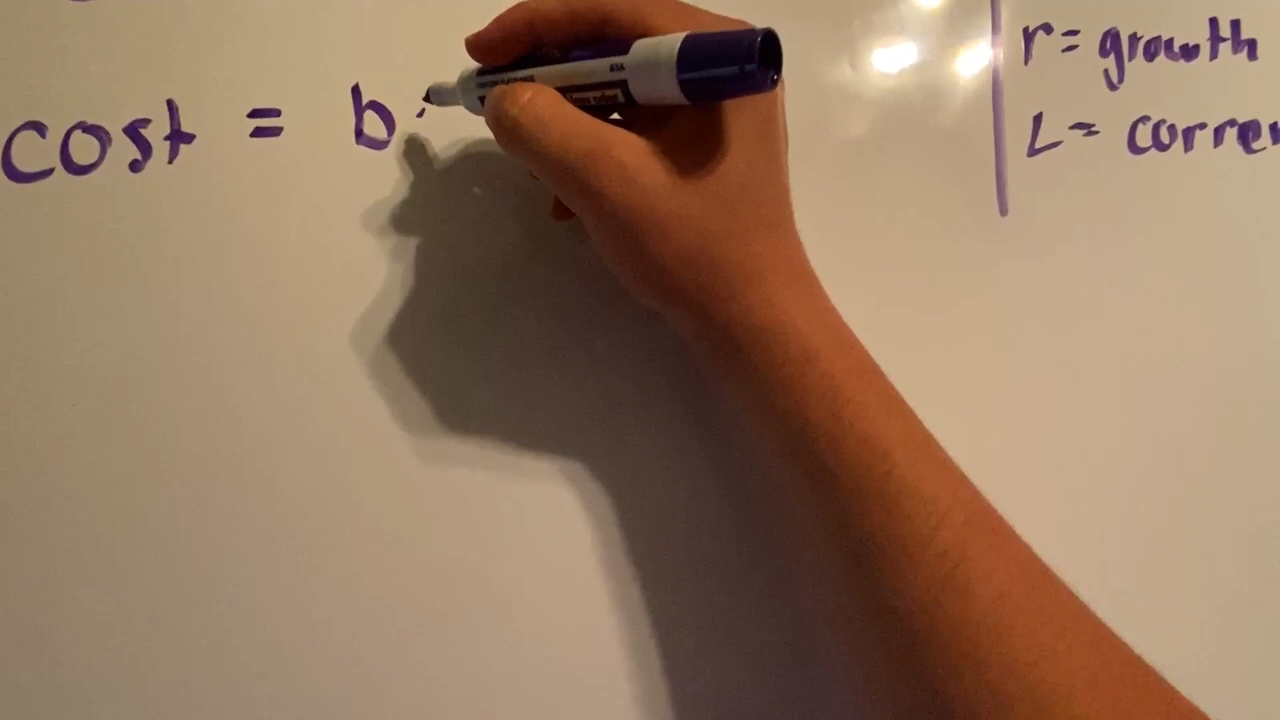 cost = b ·
r= growth
L= corre